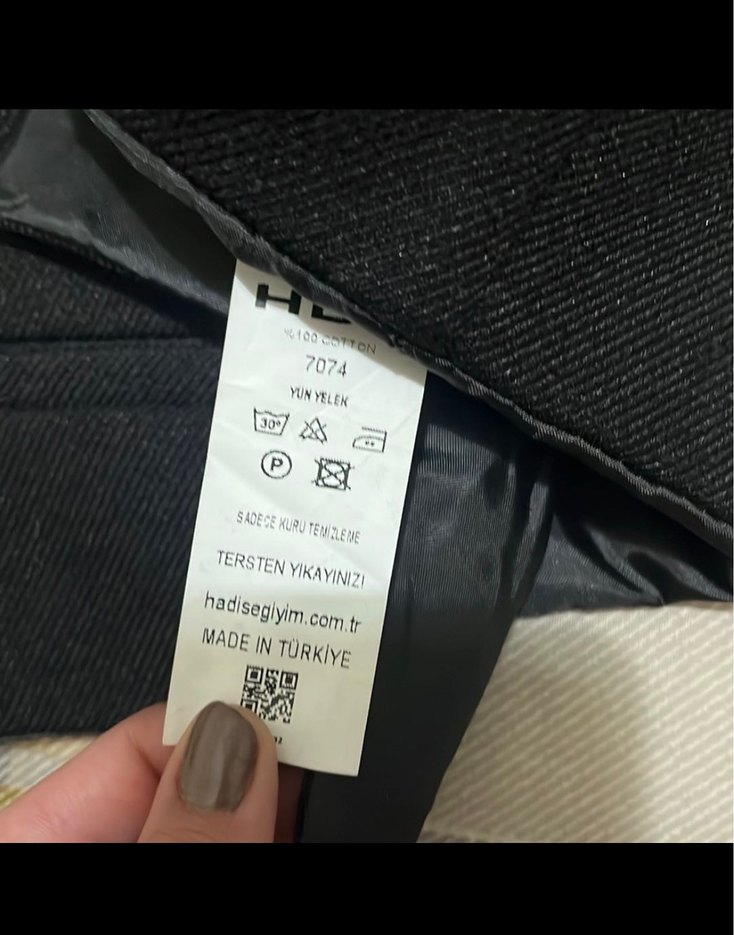 %100 COTTON
7074
YÜN YELEK
30°
P
SADECE KURU TEMİZLEME
TERSTEN YIKAYINIZ!
hadisegiyim.com.tr
MADE IN TÜRKİYE